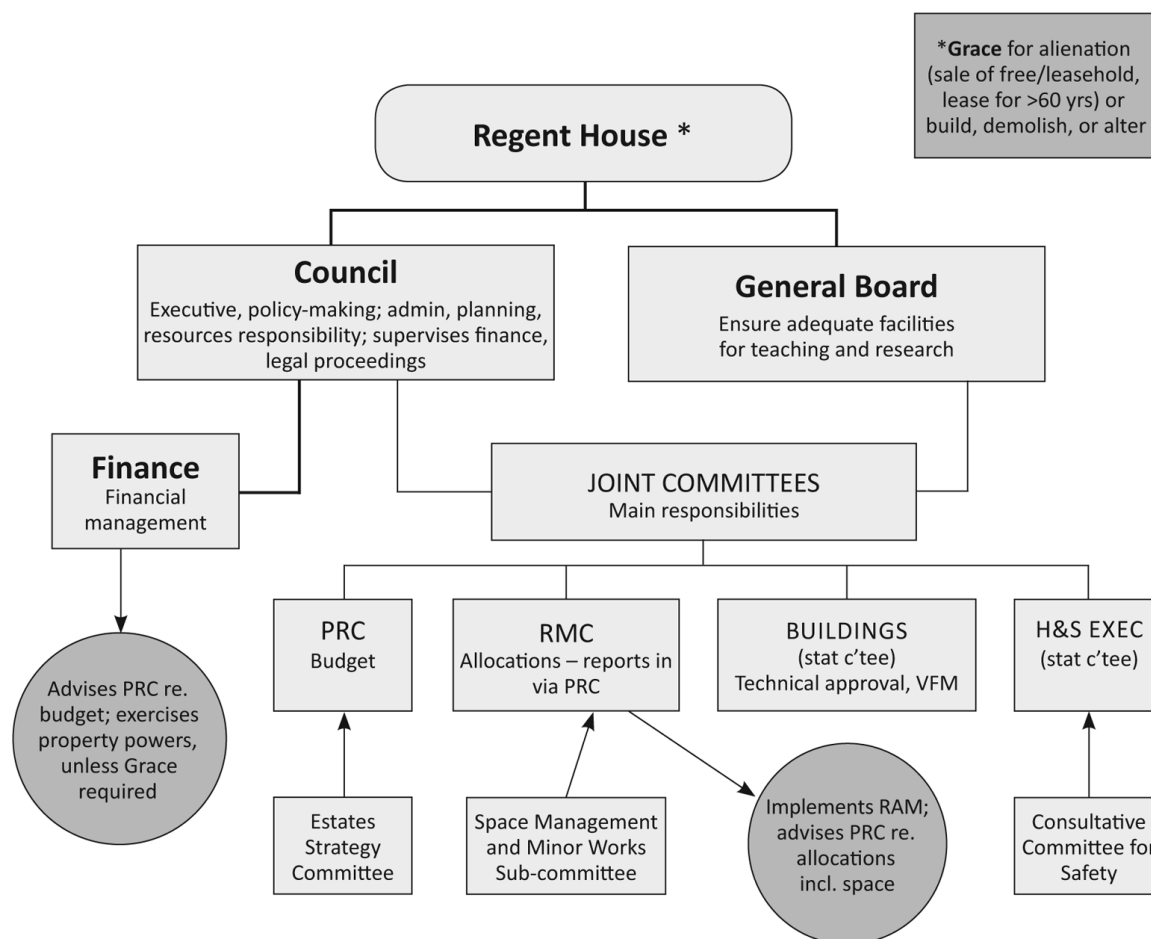 *Grace for alienation
(sale of free/leasehold,
lease for >60 yrs) or
build, demolish, or alter
Regent House *
Council
Executive, policy-making; admin, planning,
resources responsibility; supervises finance,
legal proceedings
General Board
Ensure adequate facilities
for teaching and research
Finance
Financial
management
JOINT COMMITTEES
Main responsibilities
PRC
Budget
RMC
Allocations – reports in
via PRC
BUILDINGS
(stat c’tee)
Technical approval, VFM
H&S EXEC
(stat c’tee)
Advises PRC re.
budget; exercises
property powers,
unless Grace
required
Estates
Strategy
Committee
Space Management
and Minor Works
Sub-committee
Implements RAM;
advises PRC re.
allocations
incl. space
Consultative
Committee for
Safety